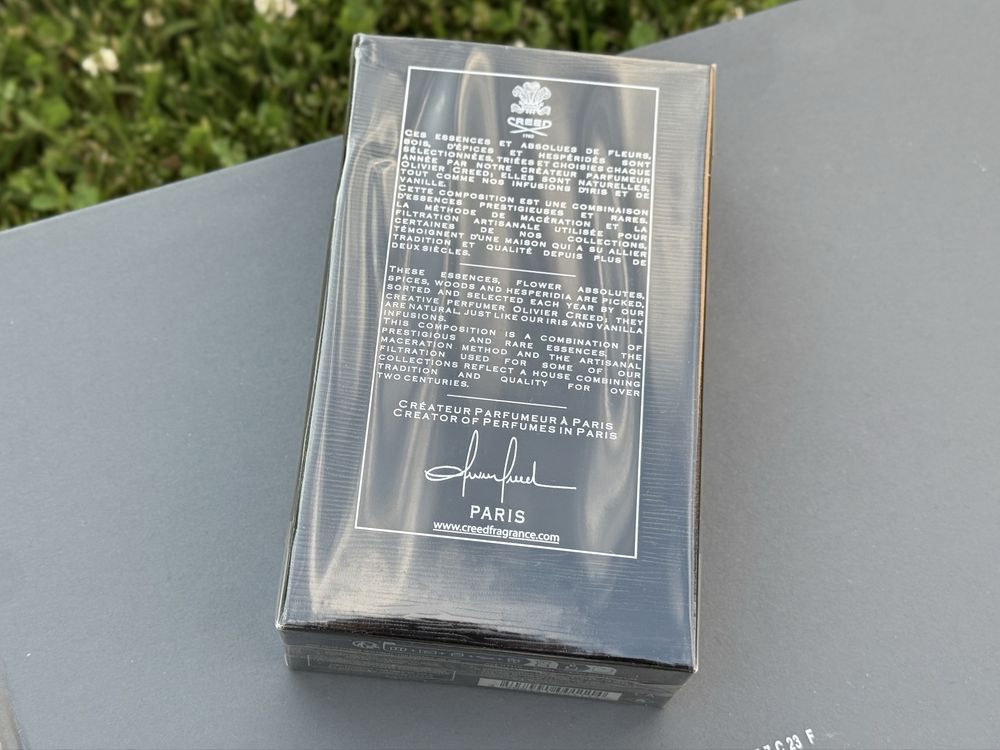 CREED
1760
CES ESSENCES ET ABSOLUES DE FLEURS,
BOIS, D'ÉPICES ET HESPÉRIDÉS SONT
SÉLECTIONNÉES, TRIÉES ET CHOISIES CHAQUE
ANNÉE PAR NOTRE CRÉATEUR PARFUMEUR
OLIVIER CREED; ELLES SONT NATURELLES,
TOUT COMME NOS INFUSIONS D'IRIS ET DE
VANILLE.
CETTE COMPOSITION EST UNE COMBINAISON
D'ESSENCES PRESTIGIEUSES ET RARES.
LA MÉTHODE DE MACÉRATION ET LA
FILTRATION ARTISANALE UTILISÉE POUR
CERTAINES DE NOS COLLECTIONS,
TÉMOIGNENT D'UNE MAISON QUI A SU ALLIER
TRADITION ET QUALITÉ DEPUIS PLUS DE
DEUX SIÈCLES.
THESE ESSENCES, FLOWER ABSOLUTES,
SPICES, WOODS AND HESPERIDIA ARE PICKED,
SORTED AND SELECTED EACH YEAR BY OUR
CREATIVE PERFUMER OLIVIER CREED; THEY
ARE NATURAL, JUST LIKE OUR IRIS AND VANILLA
INFUSIONS.
THIS COMPOSITION IS A COMBINATION OF
PRESTIGIOUS AND RARE ESSENCES. THE
MACERATION METHOD AND THE ARTISANAL
FILTRATION USED FOR SOME OF OUR
COLLECTIONS REFLECT A HOUSE COMBINING
TRADITION AND QUALITY FOR OVER
TWO CENTURIES.
CRÉATEUR PARFUMEUR À PARIS
CREATOR OF PERFUMES IN PARIS
PARIS
www.creedfragrance.com
C 23 F